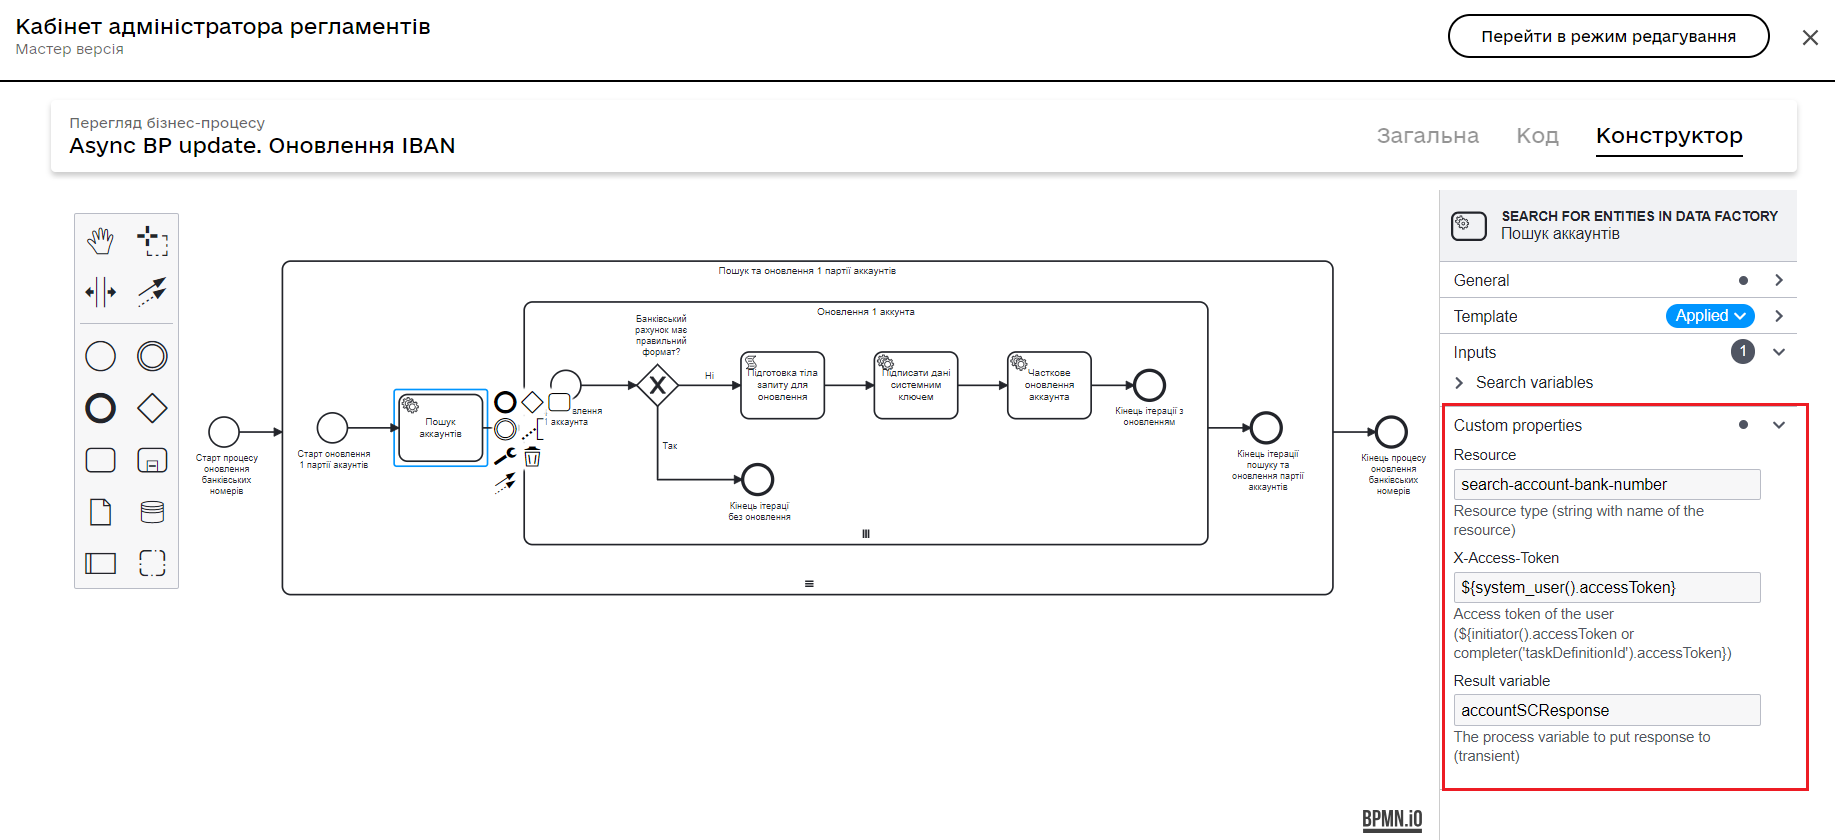 Кабінет адміністратора регламентів
Мастер версія
Перейти в режим редагування
Перегляд бізнес-процесу
Async BP update. Оновлення IBAN
Загальна
Код
Конструктор
Пошук та оновлення 1 партії аккаунтів
Оновлення 1 аккунта
Старт процесу
оновлення
банківських
номерів
Старт оновлення
1 партії акаунтів
Пошук
аккаунтів
влення
1 аккаунта
Банківський
рахунок має
правильний
формат?
Ні
Так
Підготовка тіла
запиту для
оновлення
Підписати дані
системним
ключем
Часткове
оновлення
аккаунта
Кінець ітерації з
оновленням
Кінець ітерації
без оновлення
Кінець ітерації
пошуку та
оновлення партії
аккаунтів
Кінець процесу
оновлення
банківських
номерів
SEARCH FOR ENTITIES IN DATA FACTORY
Пошук аккаунтів
General
Template
Applied
Inputs
1
Search variables
Custom properties
Resource
search-account-bank-number
Resource type (string with name of the
resource)
X-Access-Token
${system_user().accessToken}
Access token of the user
(${initiator().accessToken or
completer('taskDefinitionId').accessToken})
Result variable
accountSCResponse
The process variable to put response to
(transient)
BPMN.iO